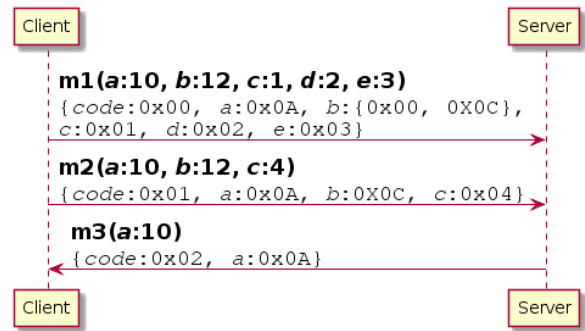 Client Server
m1(a:10, b:12, c:1, d:2, e:3)
{code:0x00, a:0x0A, b:{0x00, 0X0C},
c:0x01, d:0x02, e:0x03}
m2(a:10, b:12, c:4)
{code:0x01, a:0x0A, b:0X0C, c:0x04}
m3(a:10)
{code:0x02, a:0x0A}
Client Server